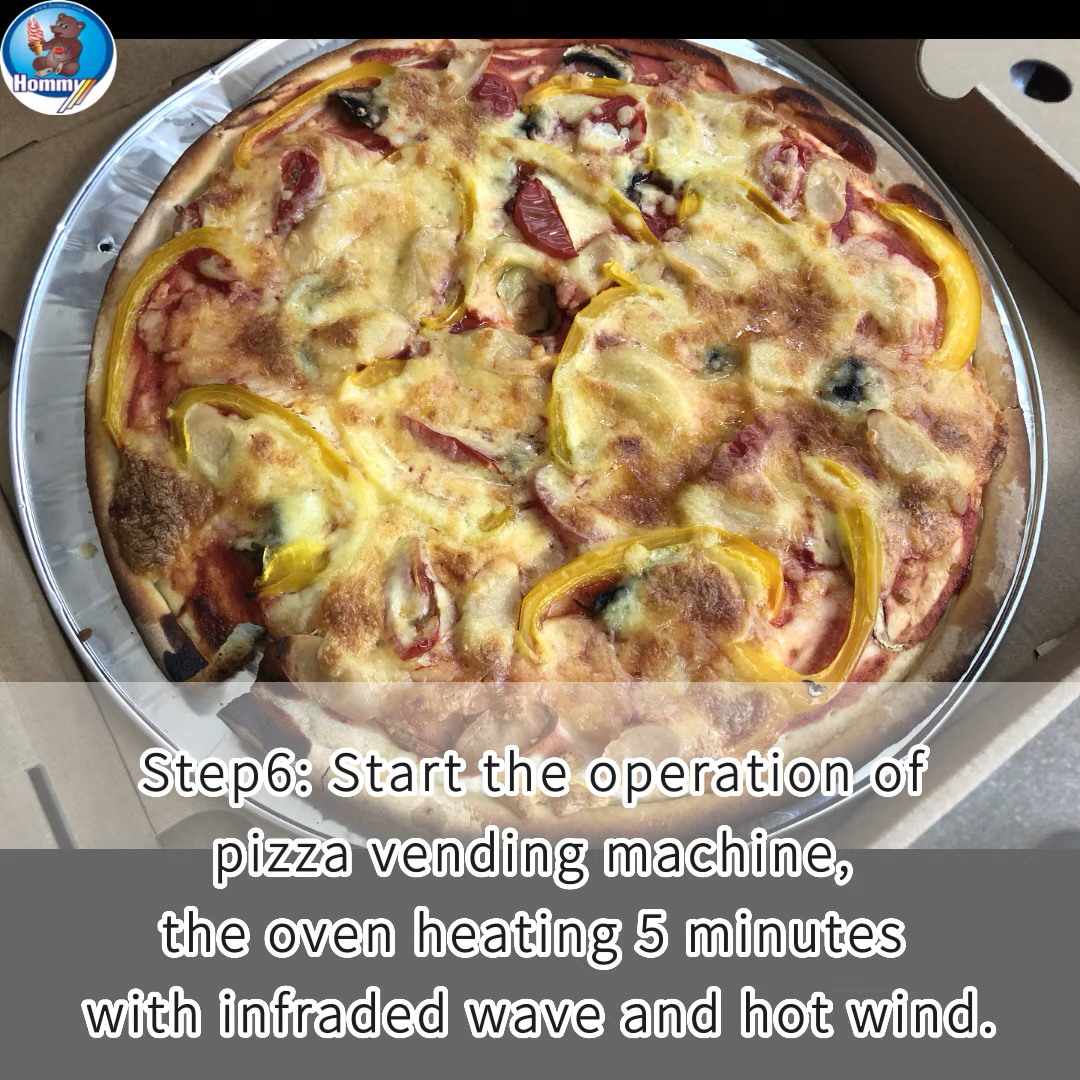 Hommy
Step6: Start the operation of
pizza vending machine,
the oven heating 5 minutes
with infraded wave and hot wind.